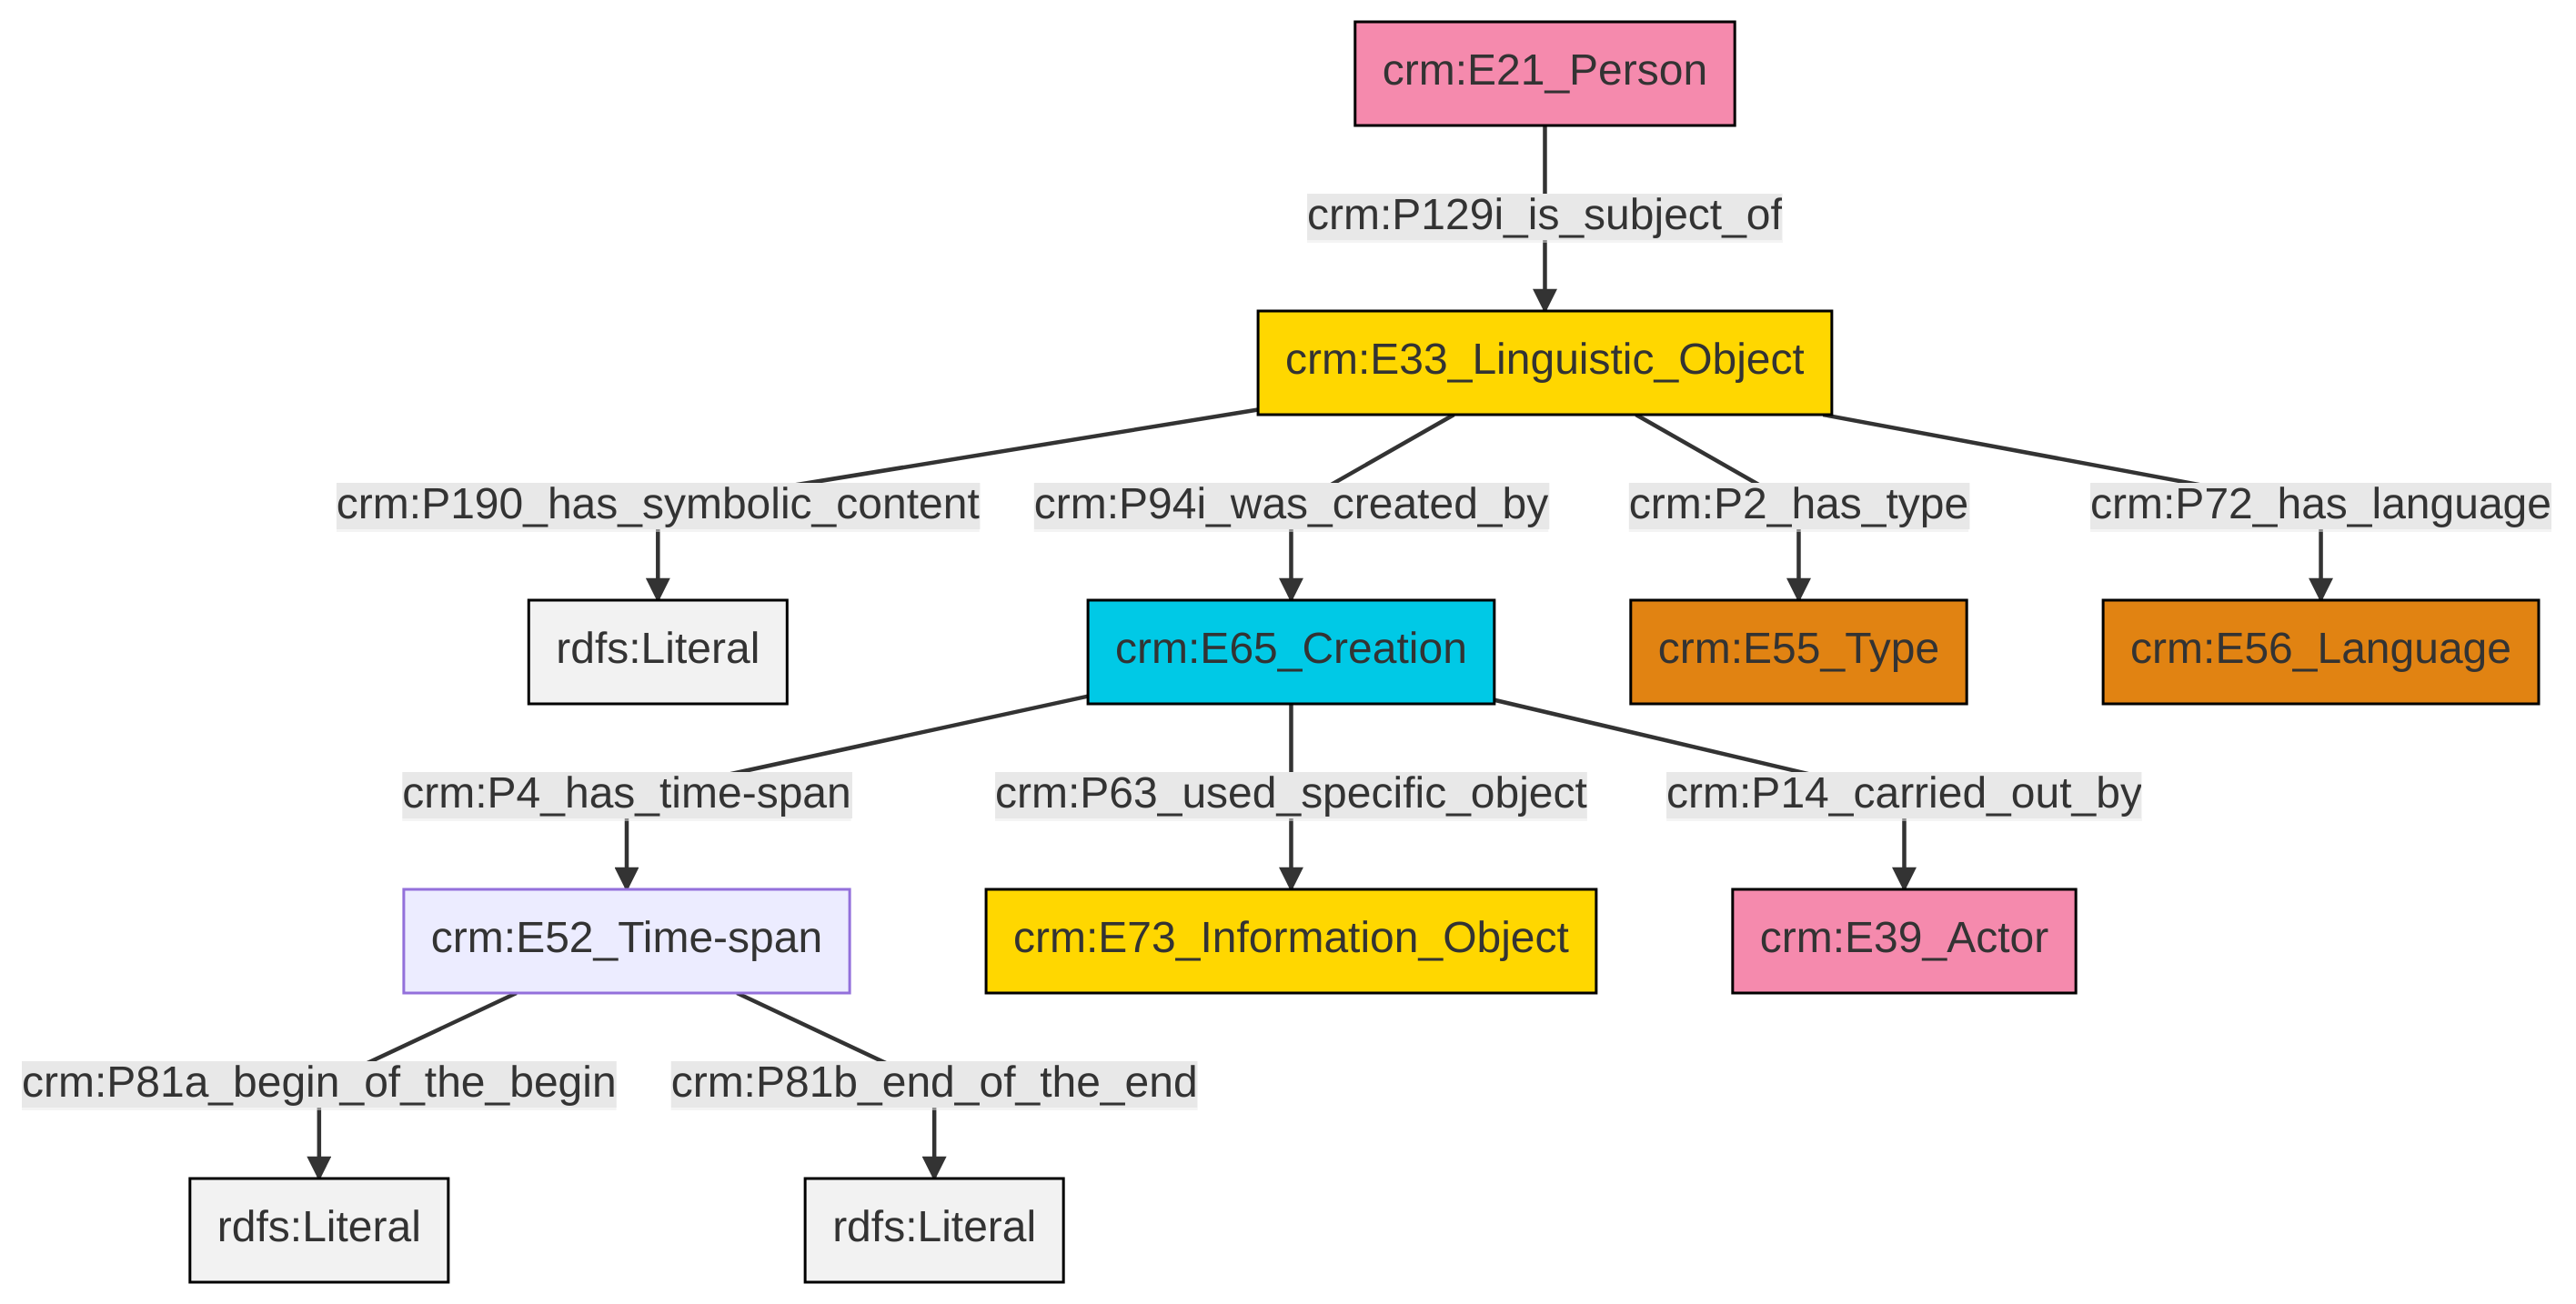 crm:E21_Person
crm:P129i_is_subject_of
crm:E33_Linguistic_Object
crm:P190_has_symbolic_content
crm:P94i_was_created_by
crm:P2_has_type
crm:P72_has_language
rdfs:Literal
crm:E65_Creation
crm:E55_Type
crm:E56_Language
crm:P4_has_time-span
crm:P63_used_specific_object
crm:P14_carried_out_by
crm:E52_Time-span
crm:E73_Information_Object
crm:E39_Actor
crm:P81a_begin_of_the_begin
crm:P81b_end_of_the_end
rdfs:Literal
rdfs:Literal